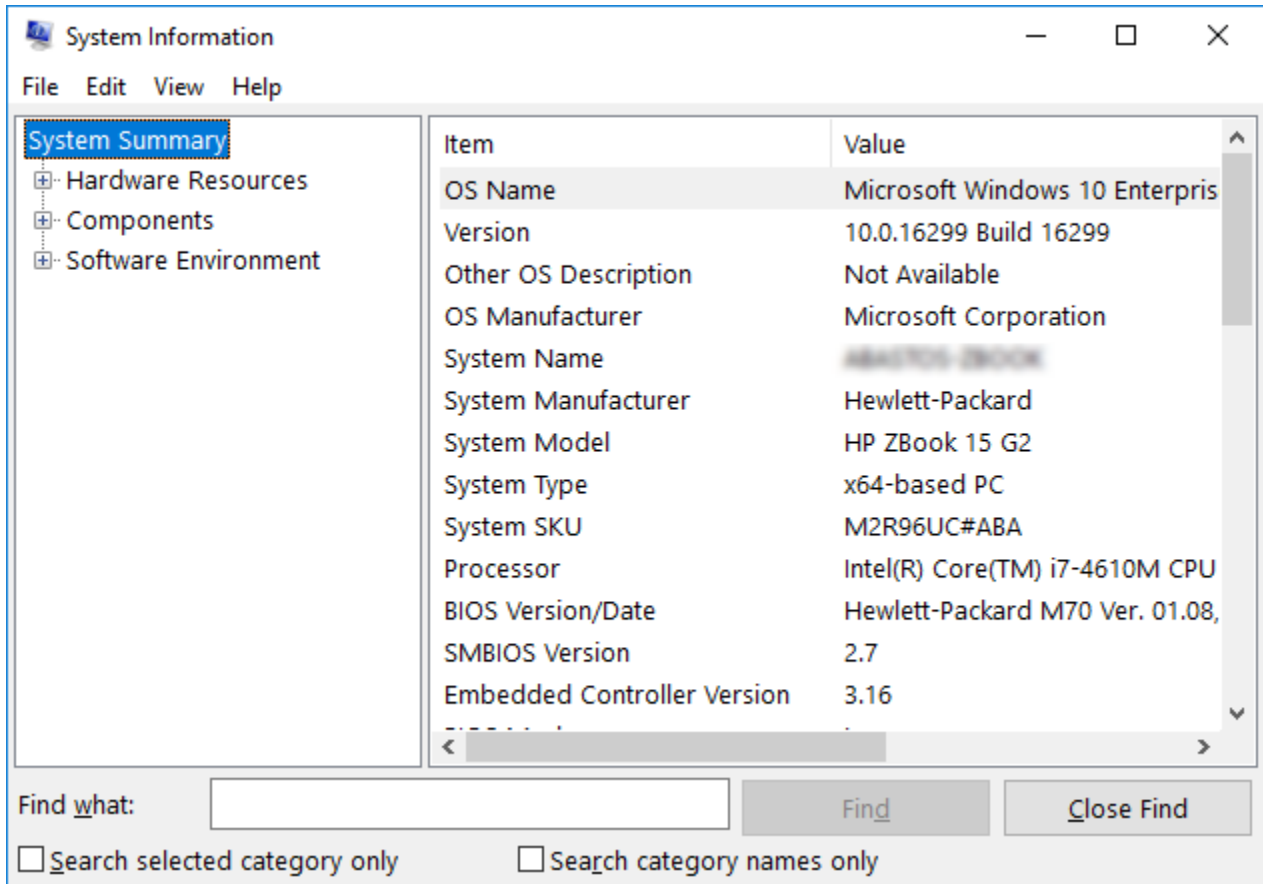 System Information
File Edit View Help
System Summary
Hardware Resources
Components
Software Environment
Item Value
OS Name Microsoft Windows 10 Enterpris
Version 10.0.16299 Build 16299
Other OS Description Not Available
OS Manufacturer Microsoft Corporation
System Name
System Manufacturer Hewlett-Packard
System Model HP ZBook 15 G2
System Type x64-based PC
System SKU M2R96UC#ABA
Processor Intel(R) Core(TM) i7-4610M CPU
BIOS Version/Date Hewlett-Packard M70 Ver. 01.08,
SMBIOS Version 2.7
Embedded Controller Version 3.16
Find what: Find Close Find
Search selected category only Search category names only